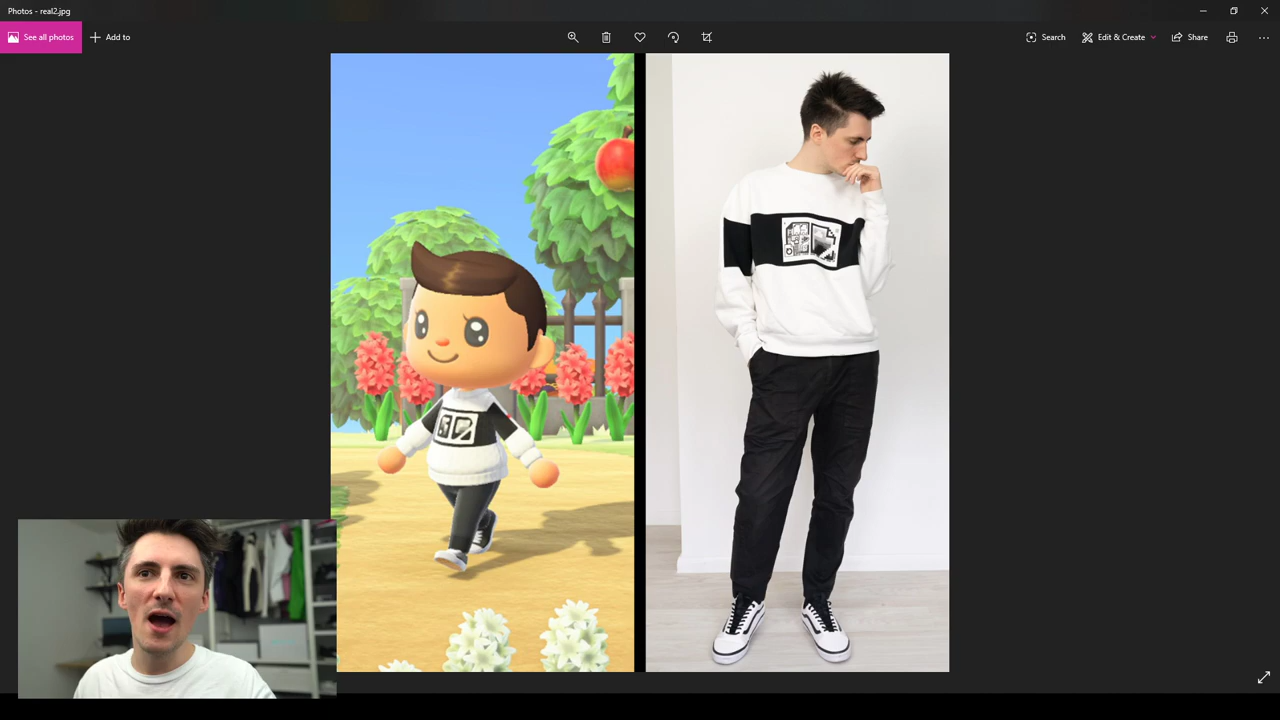 Photos - real2.jpg
See all photos
Add to
Search
Edit & Create
Share